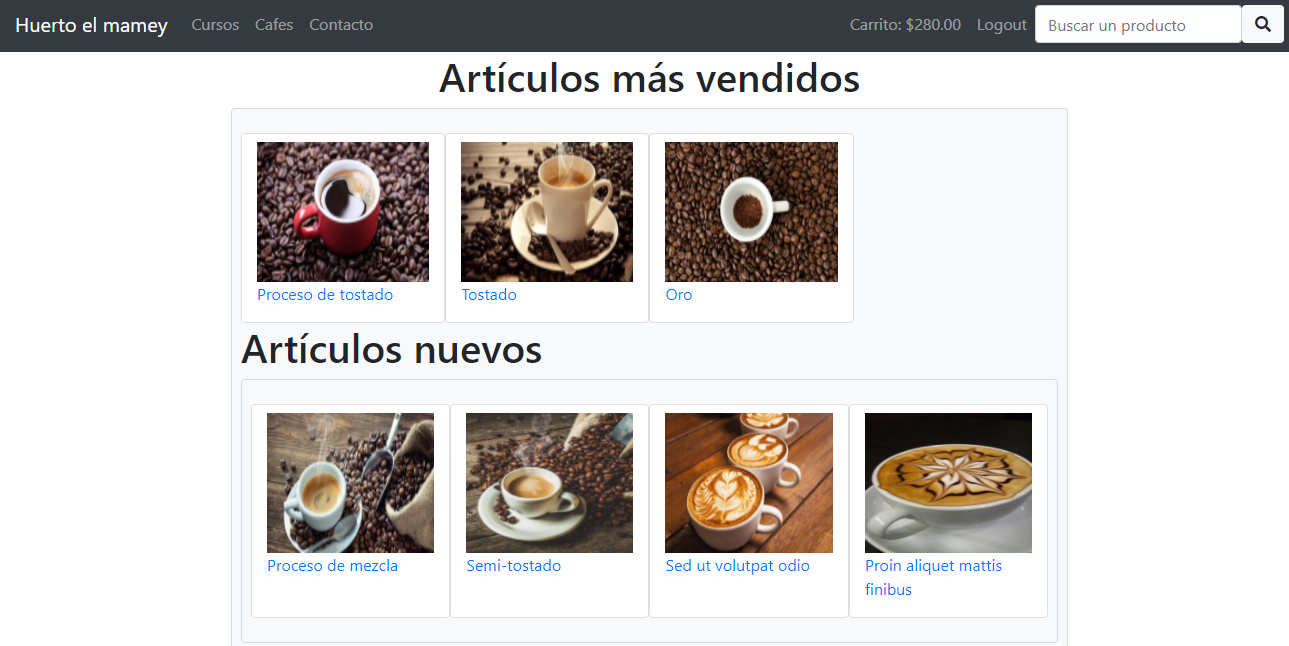 Huerto el mamey Cursos Cafes Contacto Carrito: $280.00 Logout Buscar un producto
Artículos más vendidos
Proceso de tostado Tostado Oro
Artículos nuevos
Proceso de mezcla Semi-tostado Sed ut volutpat odio Proin aliquet mattis
finibus